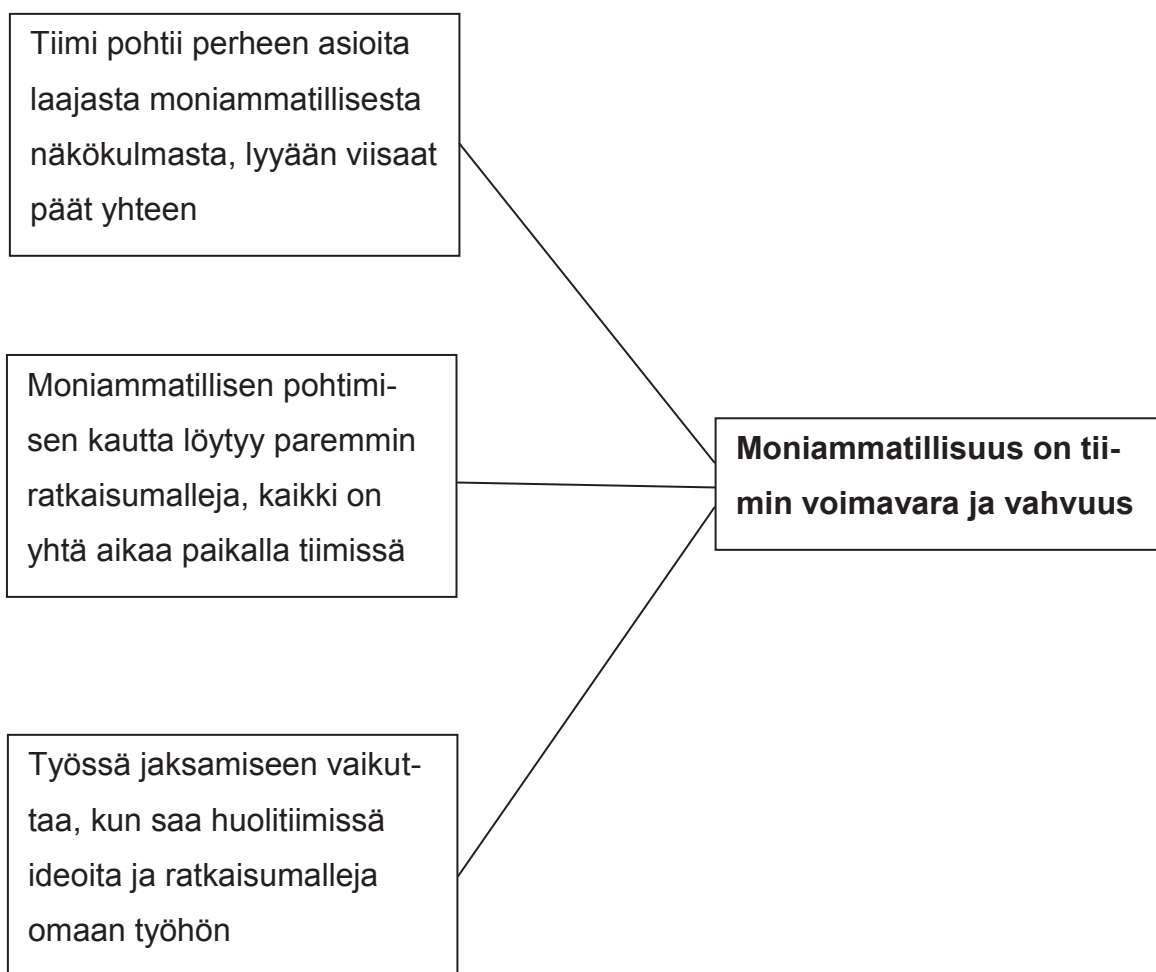 Tiimi pohtii perheen asioita
laajasta moniammatillisesta
näkökulmasta, lyyään viisaat
päät yhteen
Moniammatillisen pohtimi-
sen kautta löytyy paremmin
ratkaisumalleja, kaikki on
yhtä aikaa paikalla tiimissä
Moniammatillisuus on tii-
min voimavara ja vahvuus
Työssä jaksamiseen vaikut-
taa, kun saa huolitiimissä
ideoita ja ratkaisumalleja
omaan työhön